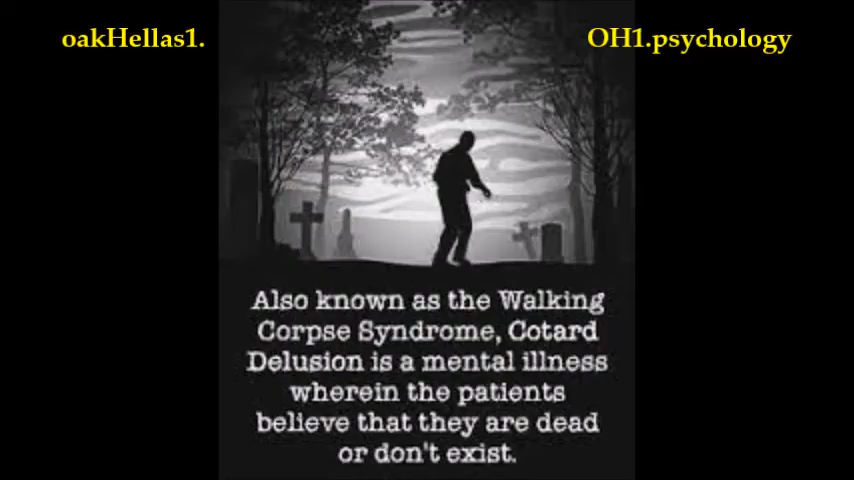 oakHellas1.
OH1.psychology
Also known as the Walking
Corpse Syndrome, Cotard
Delusion is a mental illness
wherein the patients
believe that they are dead
or don't exist.